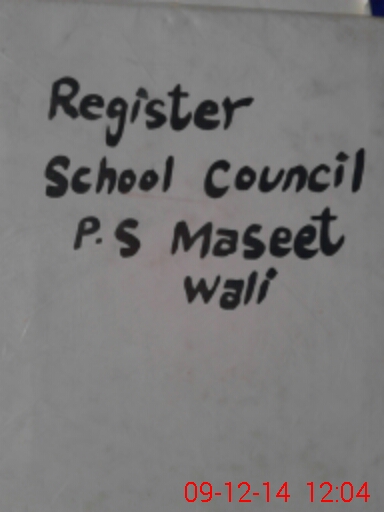 Register
School Council
P.S Maseet
Wali
09-12-14 12:04